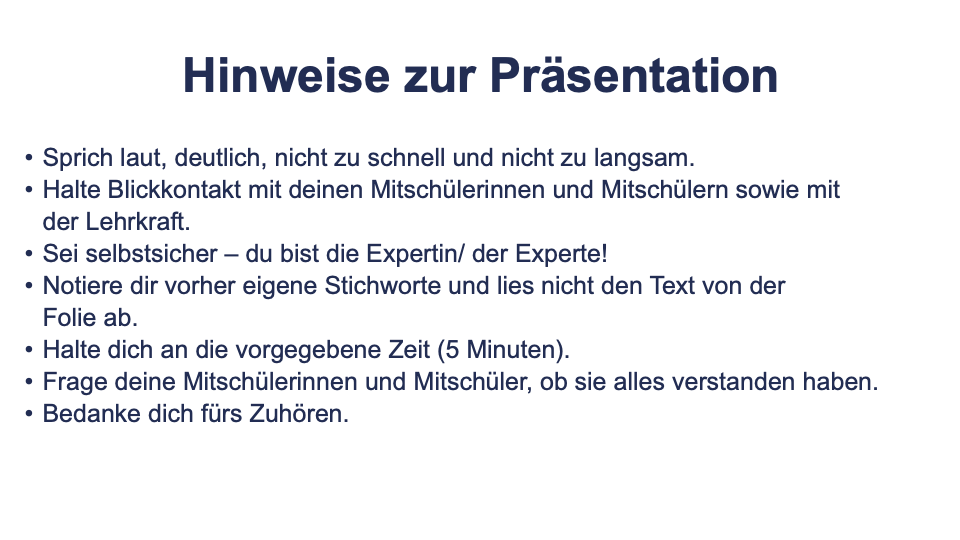 Hinweise zur Präsentation
• Sprich laut, deutlich, nicht zu schnell und nicht zu langsam.
• Halte Blickkontakt mit deinen Mitschülerinnen und Mitschülern sowie mit
der Lehrkraft.
• Sei selbstsicher – du bist die Expertin/ der Experte!
• Notiere dir vorher eigene Stichworte und lies nicht den Text von der
Folie ab.
• Halte dich an die vorgegebene Zeit (5 Minuten).
• Frage deine Mitschülerinnen und Mitschüler, ob sie alles verstanden haben.
• Bedanke dich fürs Zuhören.